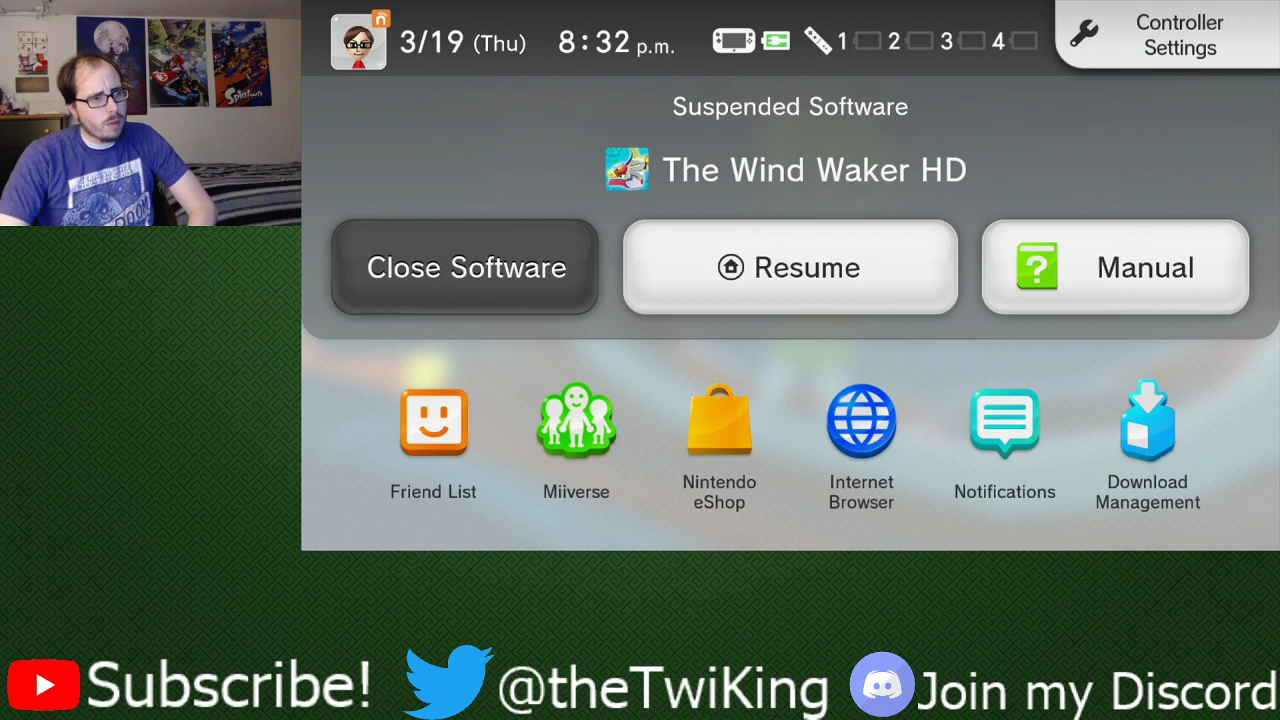 3/19 (Thu) 8:32 p.m. 1 2 3 4
Controller
Settings
Suspended Software
The Wind Waker HD
Close Software
Resume
? Manual
Friend List
Miiverse
Nintendo
eShop
Internet
Browser
Notifications
Download
Management
Splatoon
Subscribe! @theTwiKing Join my Discord